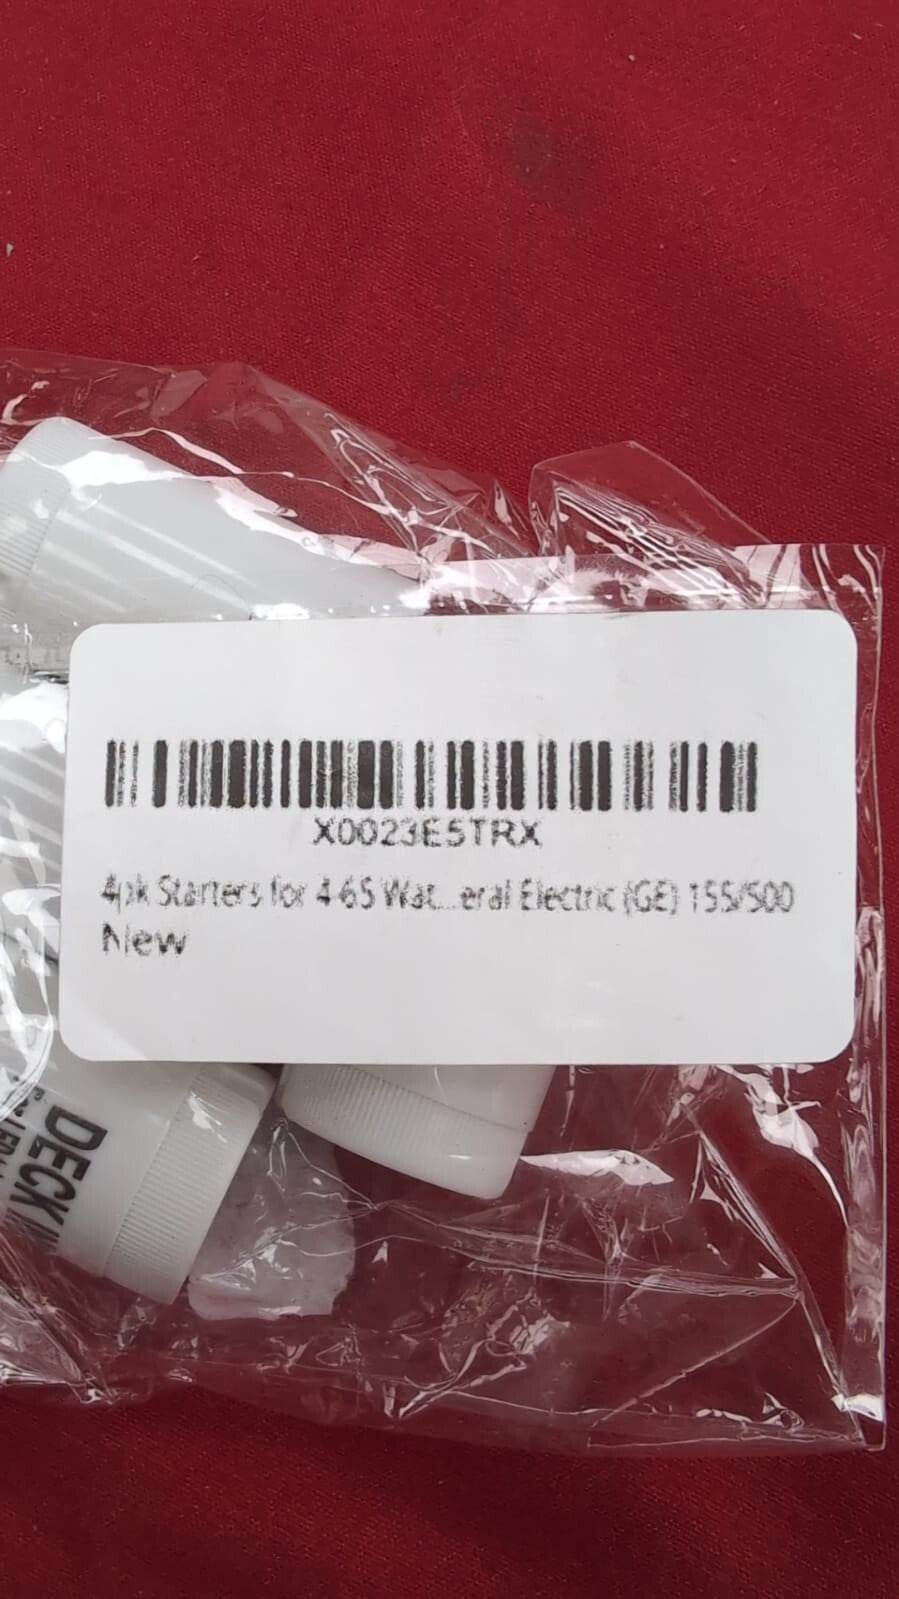 X0023E5TRX
4pk Starters for 4-65 Wat...eral Electric (GE) 155/500
New
DECK